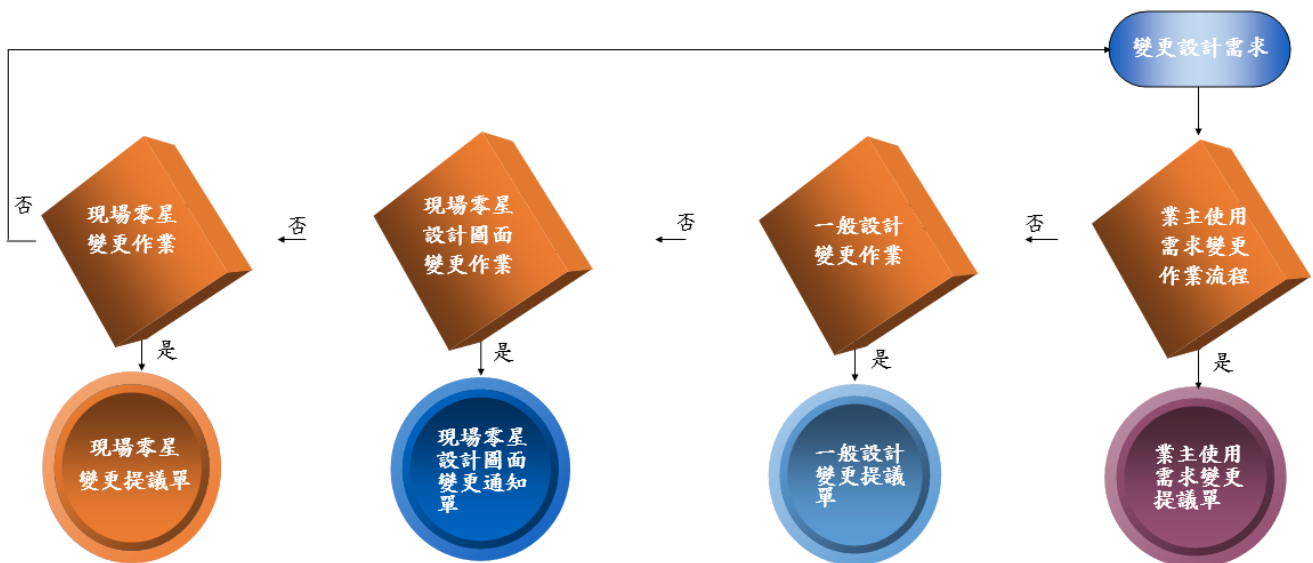 變更設計需求
否
現場零星
變更作業
否
現場零星
設計圖面
變更作業
否
一般設計
變更作業
否
業主使用
需求變更
作業流程
是
是
是
是
現場零星
變更提議單
現場零星
設計圖面
變更通知
單
一般設計
變更提議
單
業主使用
需求變更
提議單